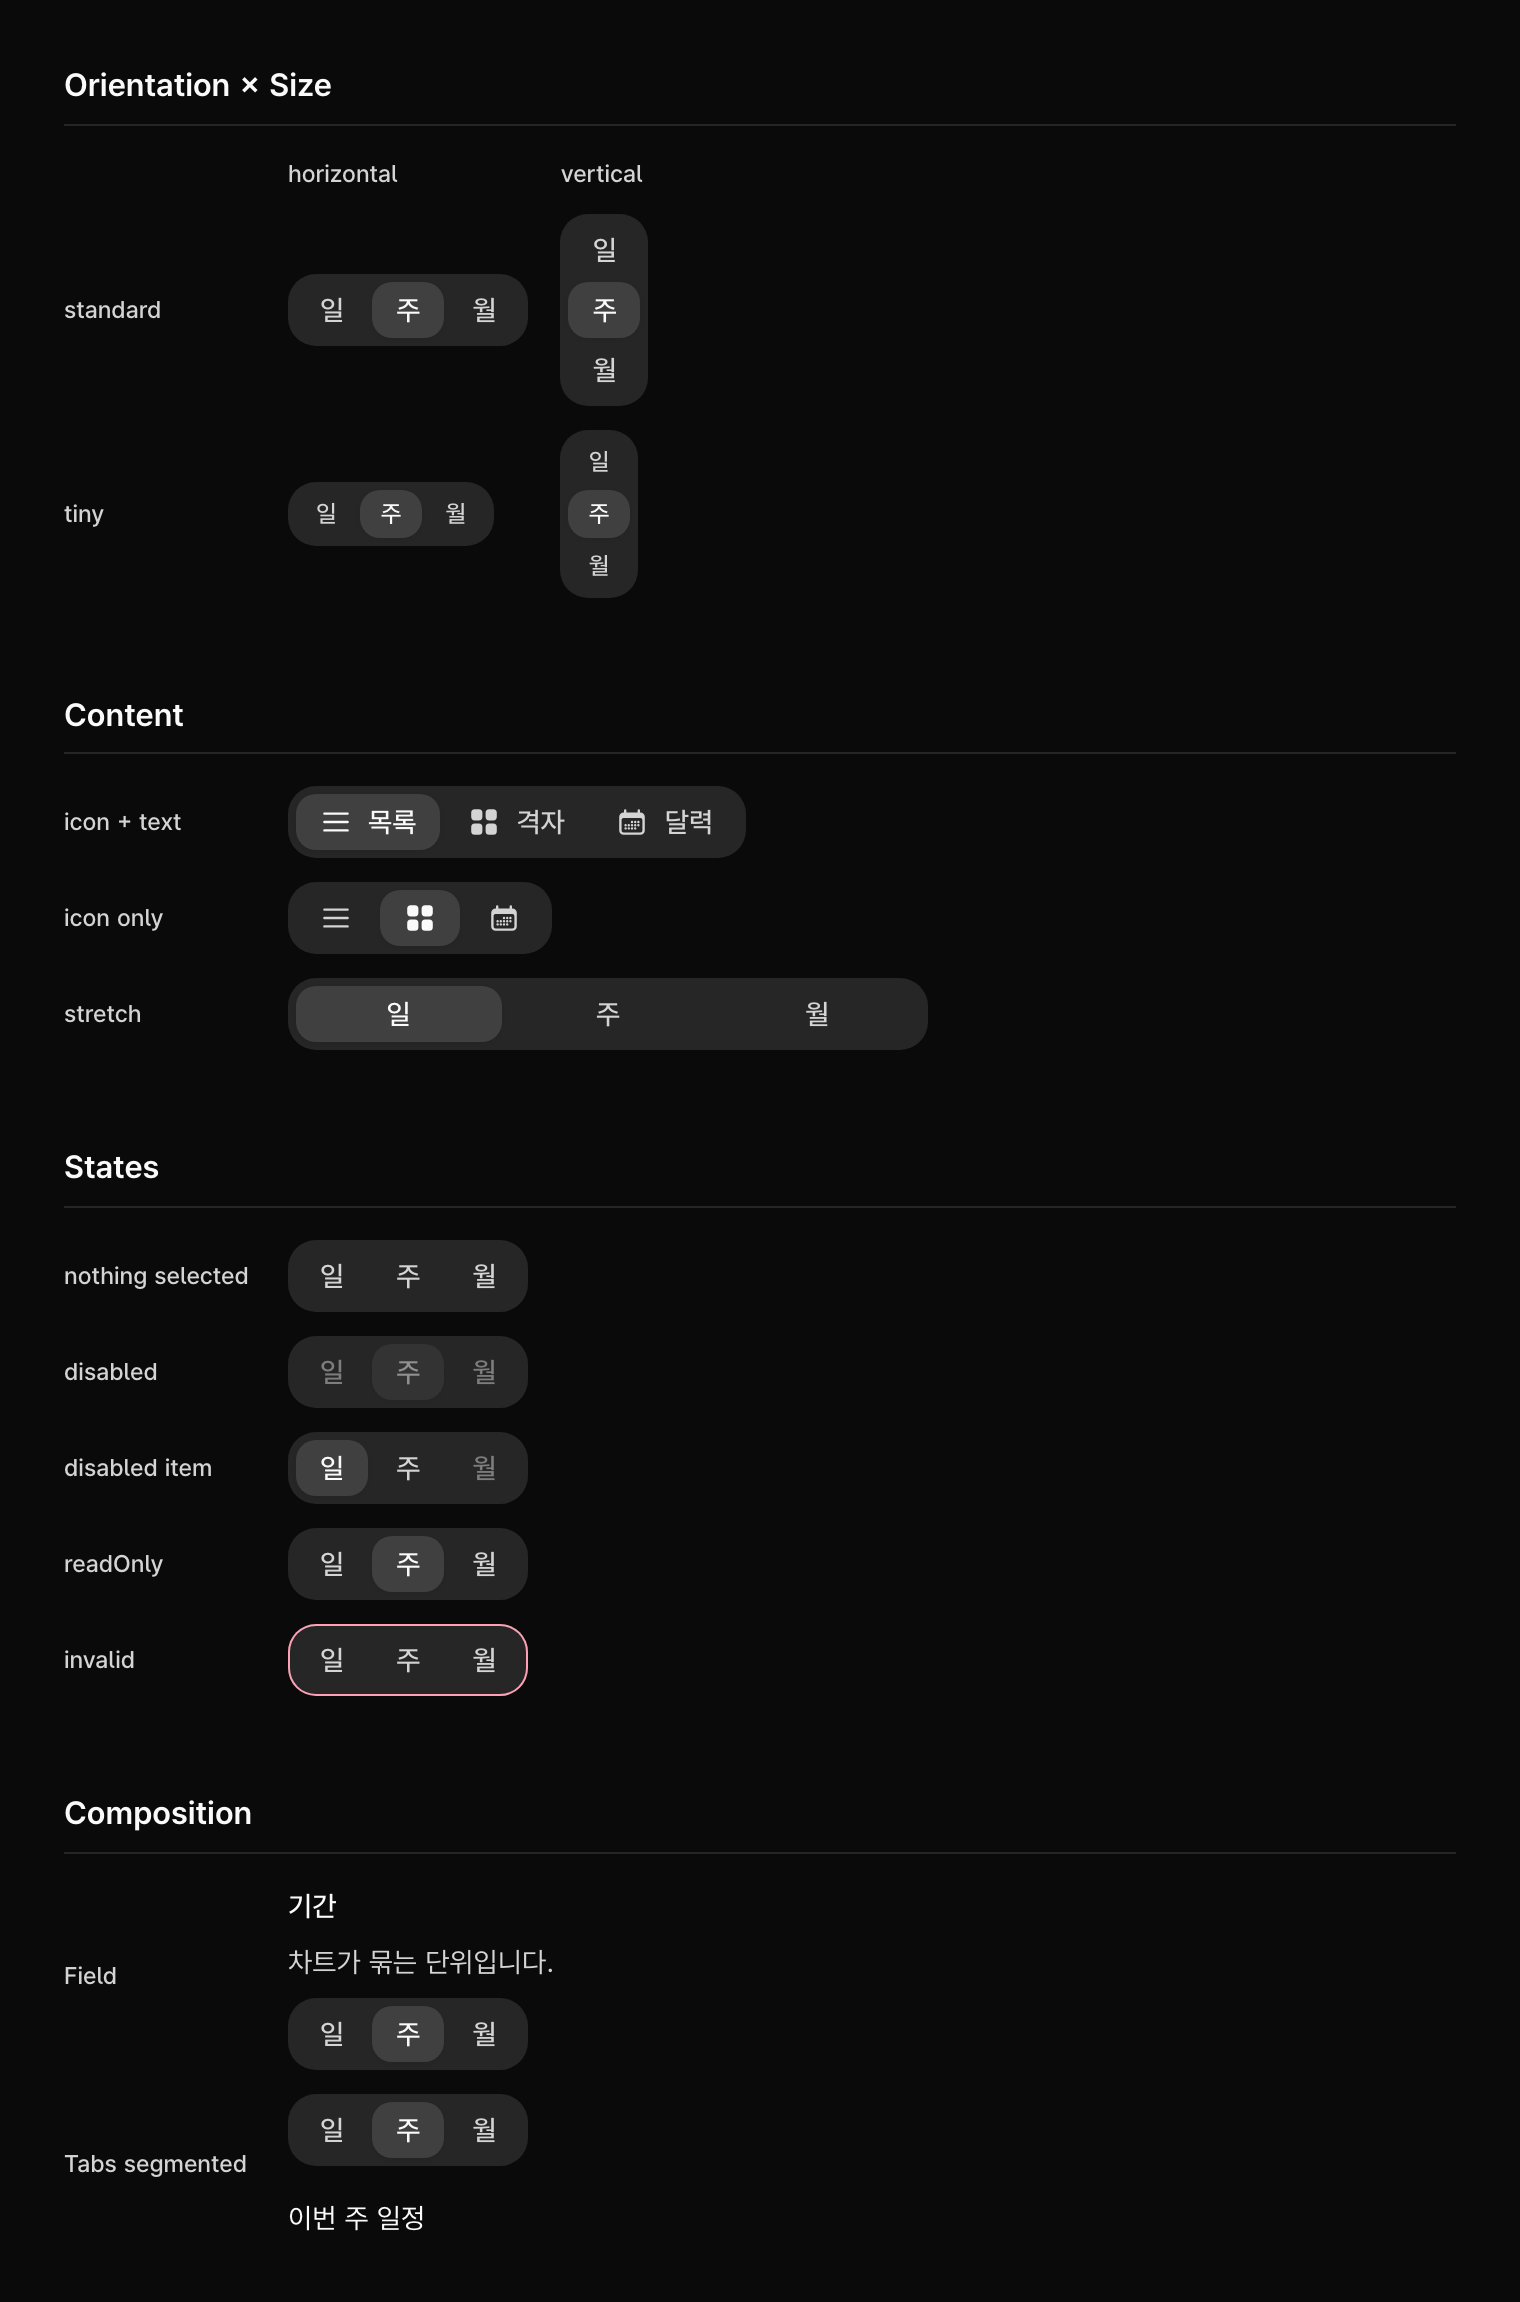 Orientation × Size
horizontal vertical
일
standard 일 주 월 주
월
일
tiny 일 주 월 주
월
Content
icon + text 목록 격자 달력
icon only
stretch 일 주 월
States
nothing selected 일 주 월
disabled 일 주 월
disabled item 일 주 월
readOnly 일 주 월
invalid 일 주 월
Composition
기간
차트가 묶는 단위입니다.
Field
일 주 월
일 주 월
Tabs segmented
이번 주 일정